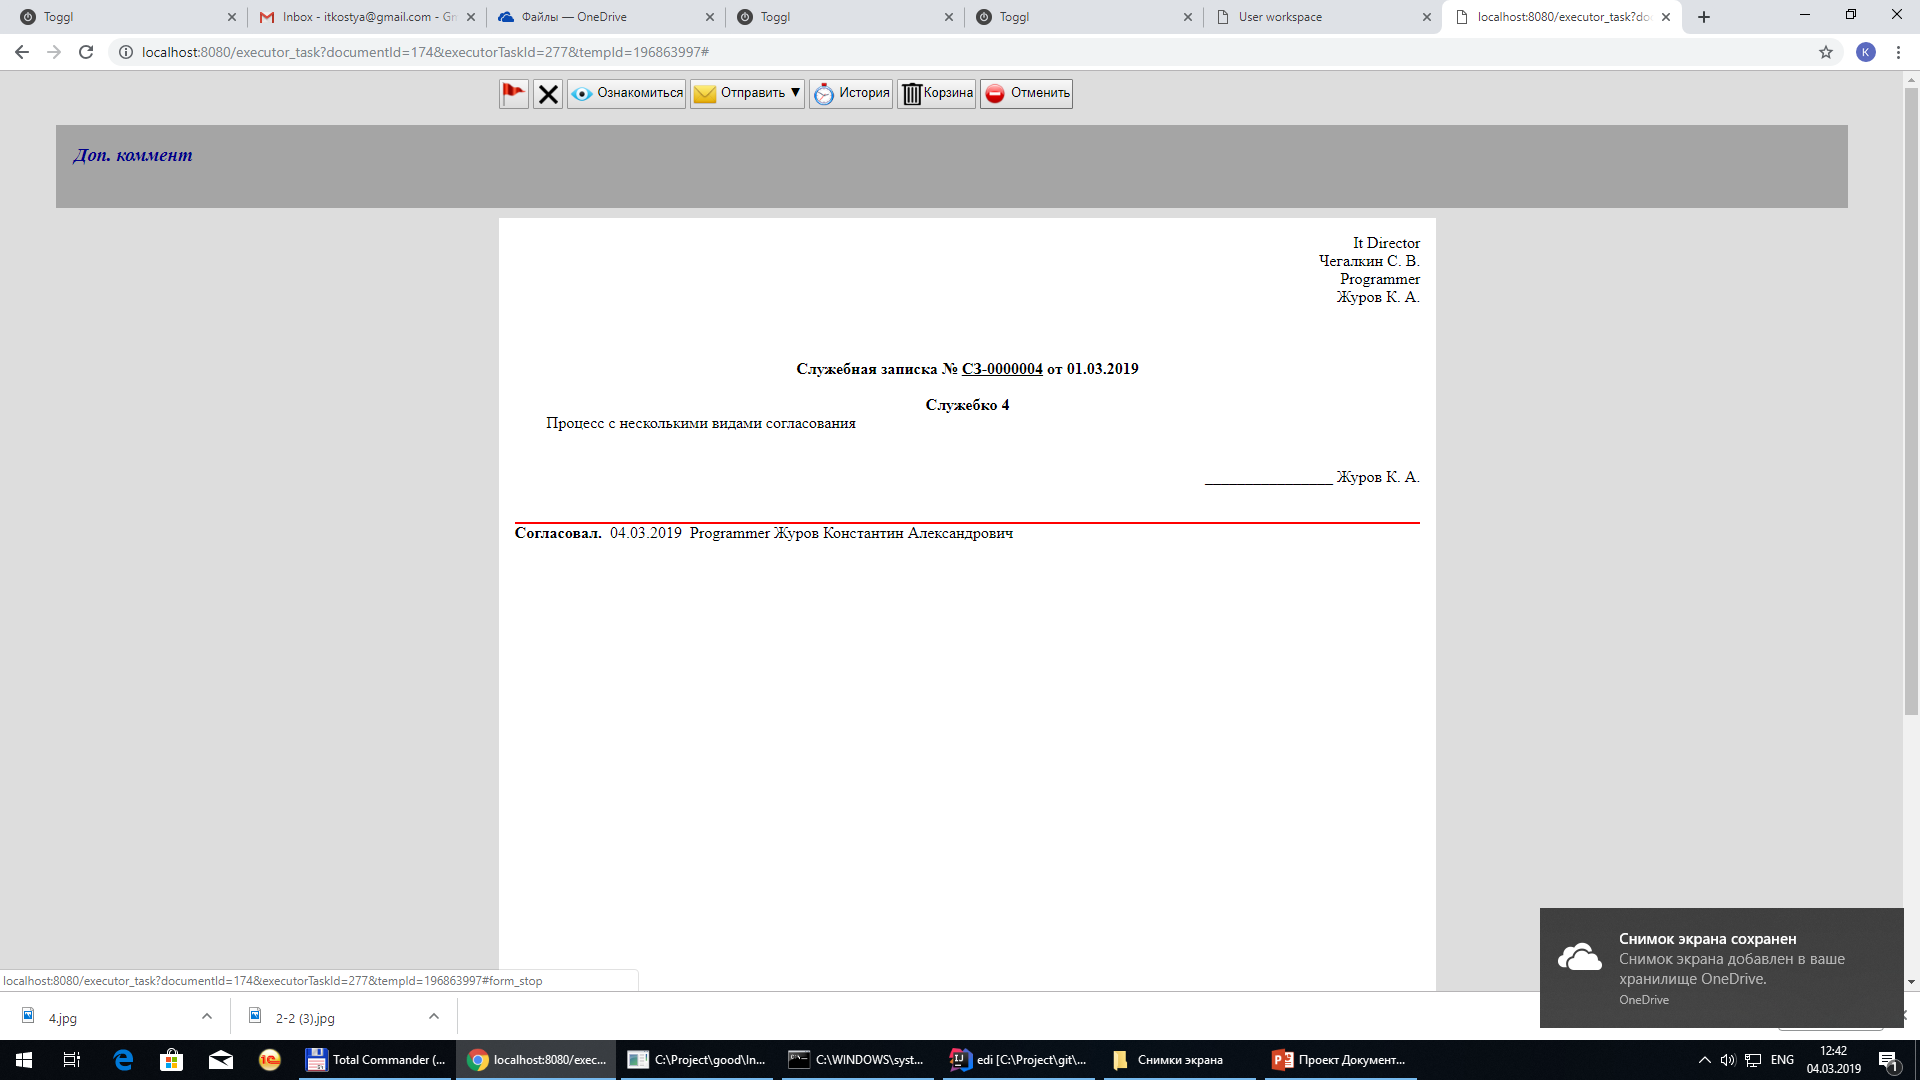 Toggl
Inbox - itkostya@gmail.com - Gm
Файлы — OneDrive
Toggl
Toggl
User workspace
localhost:8080/executor_task?do
localhost:8080/executor_task?documentId=174&executorTaskId=277&tempId=196863997#
K
Ознакомиться
Отправить ▼
История
Корзина
Отменить
Доп. коммент
It Director
Чегалкин С. В.
Programmer
Журов К. А.
Служебная записка № СЗ-0000004 от 01.03.2019
Служебко 4
Процесс с несколькими видами согласования
________________ Журов К. А.
Согласовал. 04.03.2019 Programmer Журов Константин Александрович
Снимок экрана сохранен
Снимок экрана добавлен в ваше
хранилище OneDrive.
OneDrive
localhost:8080/executor_task?documentId=174&executorTaskId=277&tempId=196863997#form_stop
4.jpg
2-2 (3).jpg
Total Commander (...
localhost:8080/exec...
C:\Project\good\In...
C:\WINDOWS\syst...
edi [C:\Project\git\...
Снимки экрана
Проект Документ...
ENG
12:42
04.03.2019
1